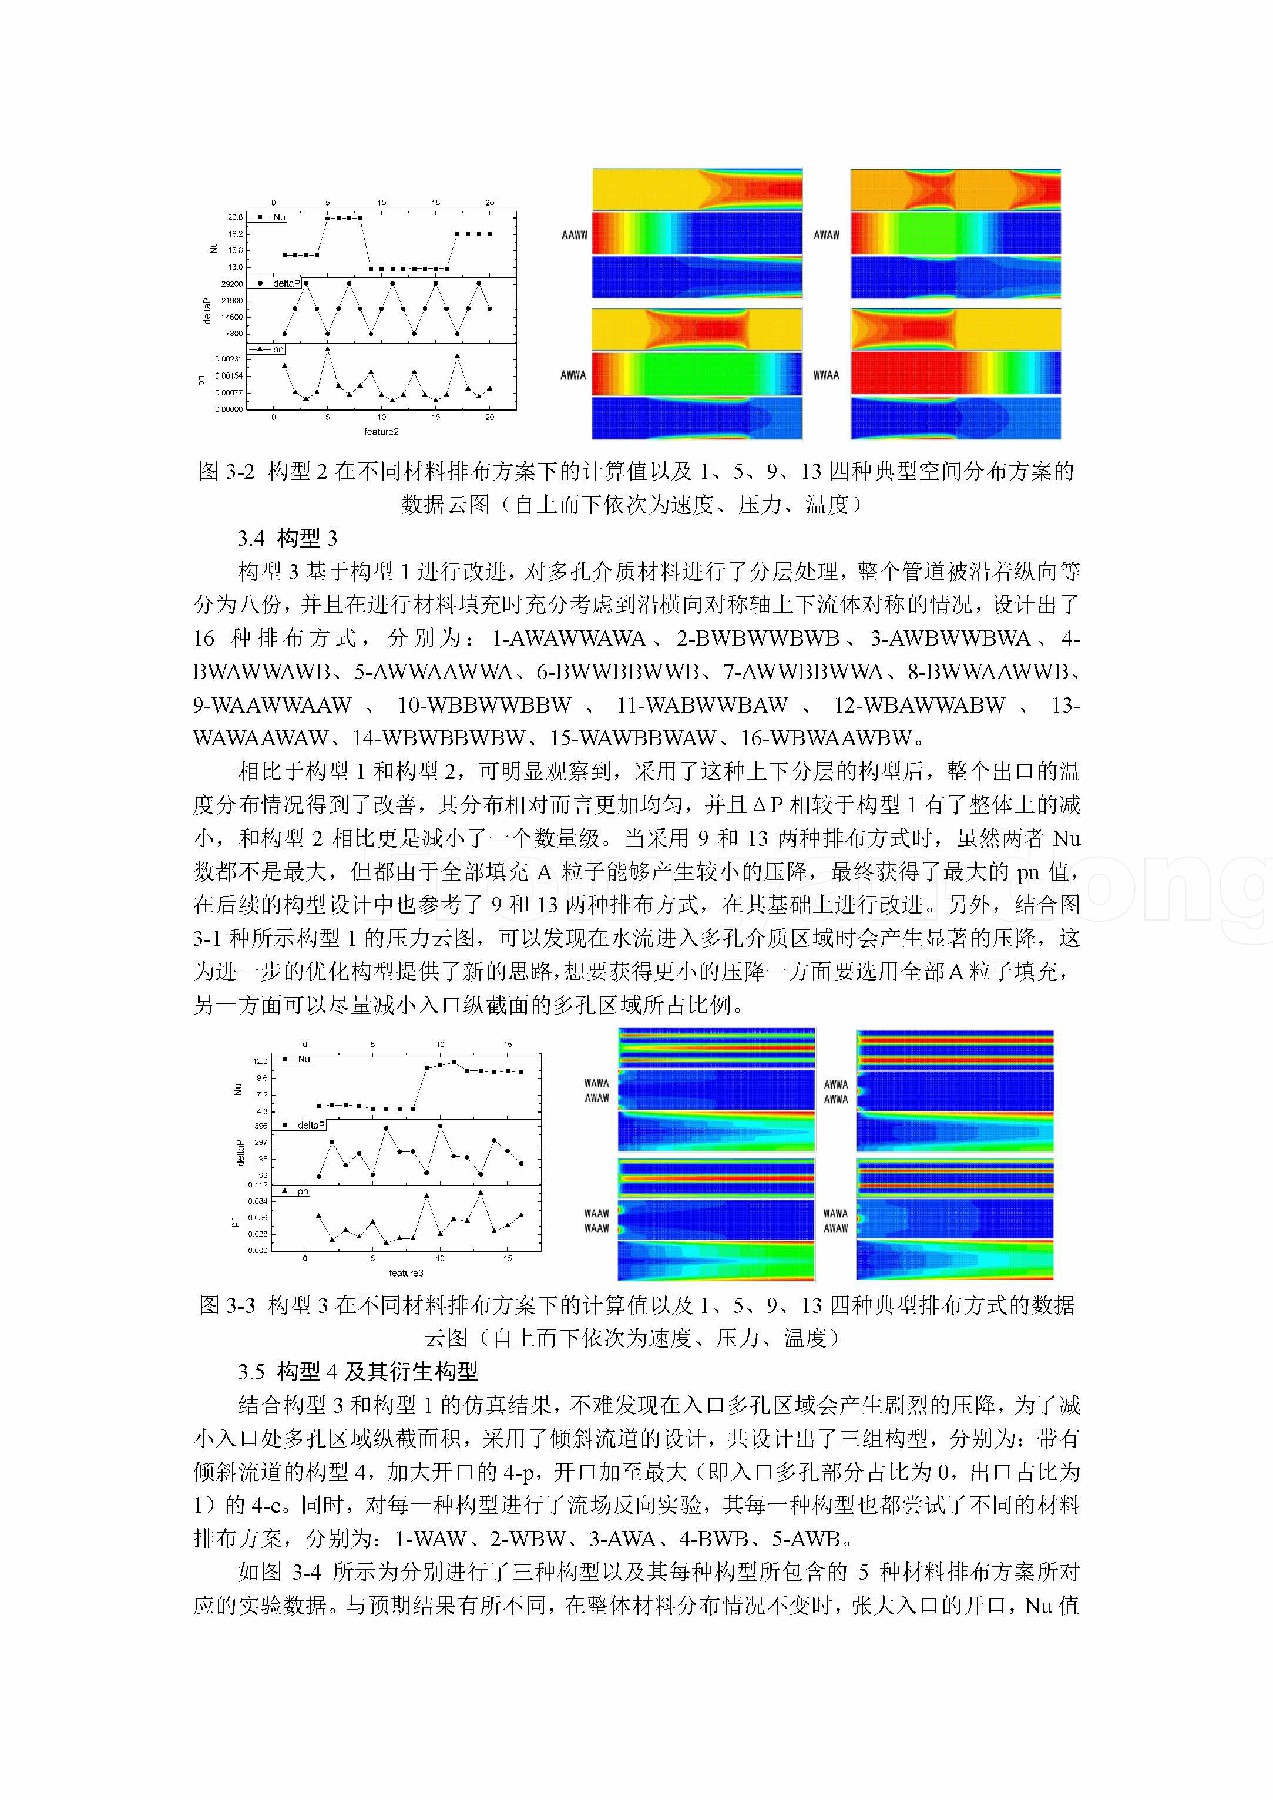 0 5 10 15 20
Nu
Nu
13.0
deltaP
deltaP
29200
pn
0.00154
0.00077
0.00000
0 5 10 15 20
feature2
AAWW
AWAW
AWWA
WWAA
图 3-2 构型 2 在不同材料排布方案下的计算值以及 1、5、9、13 四种典型空间分布方案的
数据云图（自上而下依次为速度、压力、温度）
3.4 构型 3
构型 3 基于构型 1 进行改进，对多孔介质材料进行了分层处理，整个管道被沿着纵向等
分为八份，并且在进行材料填充时充分考虑到沿横向对称轴上下流体对称的情况，设计出了
16 种排布方式，分别为：1-AWAWWAWA、2-BWBWWBWB、3-AWBWWBWA、4-
BWAWWAWB、5-AWWAAWWA、6-BWWBBWWB、7-AWWBBWWA、8-BWWAAWWB、
9-WAAWWAAW 、 10-WBBWWBBW 、 11-WABWWBAW 、 12-WBAWWABW 、 13-
WAWAAWAW、14-WBWBBWBW、15-WAWBBWAW、16-WBWAAWBW。
相比于构型 1 和构型 2，可明显观察到，采用了这种上下分层的构型后，整个出口的温
度分布情况得到了改善，其分布相对而言更加均匀，并且 ΔP 相较于构型 1 有了整体上的减
小，和构型 2 相比更是减小了一个数量级。当采用 9 和 13 两种排布方式时，虽然两者 Nu
数都不是最大，但都由于全部填充 A 粒子能够产生较小的压降，最终获得了最大的 pn 值，
在后续的构型设计中也参考了 9 和 13 两种排布方式，在其基础上进行改进。另外，结合图
3-1 种所示构型 1 的压力云图，可以发现在水流进入多孔介质区域时会产生显著的压降，这
为进一步的优化构型提供了新的思路，想要获得更小的压降一方面要选用全部 A 粒子填充，
另一方面可以尽量减小入口纵截面的多孔区域所占比例。
0 5 10 15
Nu
Nu
deltaP
deltaP
pn
pn
0 5 10 15
feature3
WAWA
AWAW
AWWA
AWWA
WAAW
WAAW
WAWA
AWAW
图 3-3 构型 3 在不同材料排布方案下的计算值以及 1、5、9、13 四种典型排布方式的数据
云图（自上而下依次为速度、压力、温度）
3.5 构型 4 及其衍生构型
结合构型 3 和构型 1 的仿真结果，不难发现在入口多孔区域会产生剧烈的压降，为了减
小入口处多孔区域纵截面积，采用了倾斜流道的设计，共设计出了三组构型，分别为：带有
倾斜流道的构型 4，加大开口的 4-p，开口加至最大（即入口多孔部分占比为 0，出口占比为
1）的 4-e。同时，对每一种构型进行了流场反向实验，其每一种构型也都尝试了不同的材料
排布方案，分别为：1-WAW、2-WBW、3-AWA、4-BWB、5-AWB。
如图 3-4 所示为分别进行了三种构型以及其每种构型所包含的 5 种材料排布方案所对
应的实验数据。与预期结果有所不同，在整体材料分布情况不变时，张大入口的开口，Nu 值